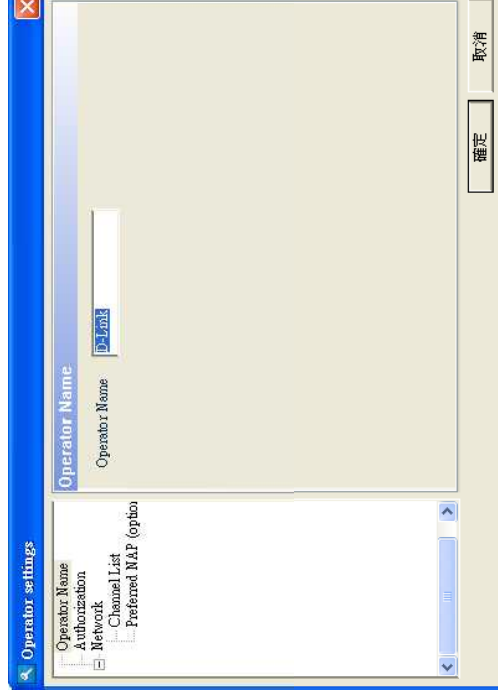 Operator settings
Operator Name
Authorization
Network
Channel List
Preferred NAP (option
Operator Name
Operator Name
D-Link
確定
取消